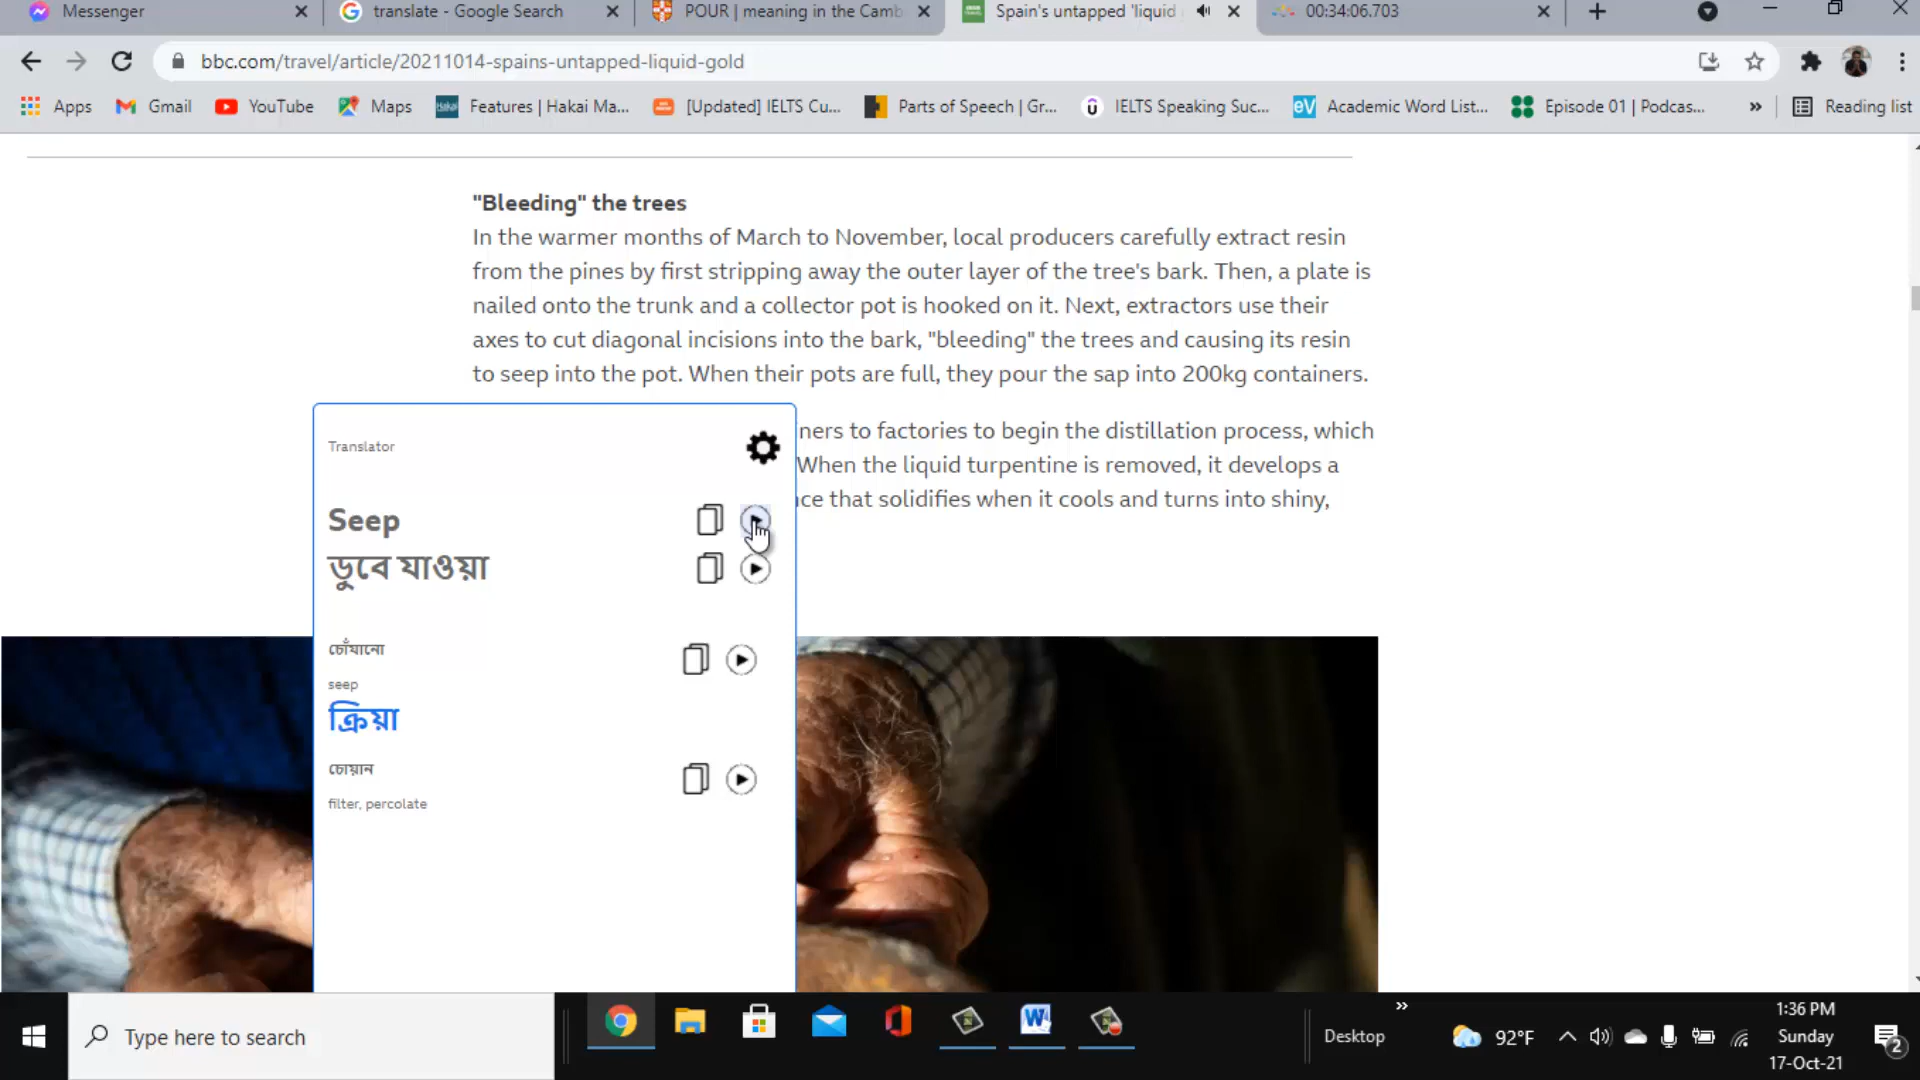 Messenger
translate - Google Search
POUR | meaning in the Camb
Spain's untapped 'liquid
00:34:06.703
bbc.com/travel/article/20211014-spains-untapped-liquid-gold
Apps
Gmail
YouTube
Maps
Features | Hakai Ma...
[Updated] IELTS Cu...
Parts of Speech | Gr...
IELTS Speaking Suc...
Academic Word List...
Episode 01 | Podcas...
»
Reading list
"Bleeding" the trees
In the warmer months of March to November, local producers carefully extract resin
from the pines by first stripping away the outer layer of the tree's bark. Then, a plate is
nailed onto the trunk and a collector pot is hooked on it. Next, extractors use their
axes to cut diagonal incisions into the bark, "bleeding" the trees and causing its resin
to seep into the pot. When their pots are full, they pour the sap into 200kg containers.
ners to factories to begin the distillation process, which
When the liquid turpentine is removed, it develops a
ce that solidifies when it cools and turns into shiny,
Translator
Seep
ডুবে যাওয়া
চোঁযানো
seep
ক্রিয়া
চোয়ান
filter, percolate
Type here to search
Desktop
»
92°F
1:36 PM
Sunday
17-Oct-21
2